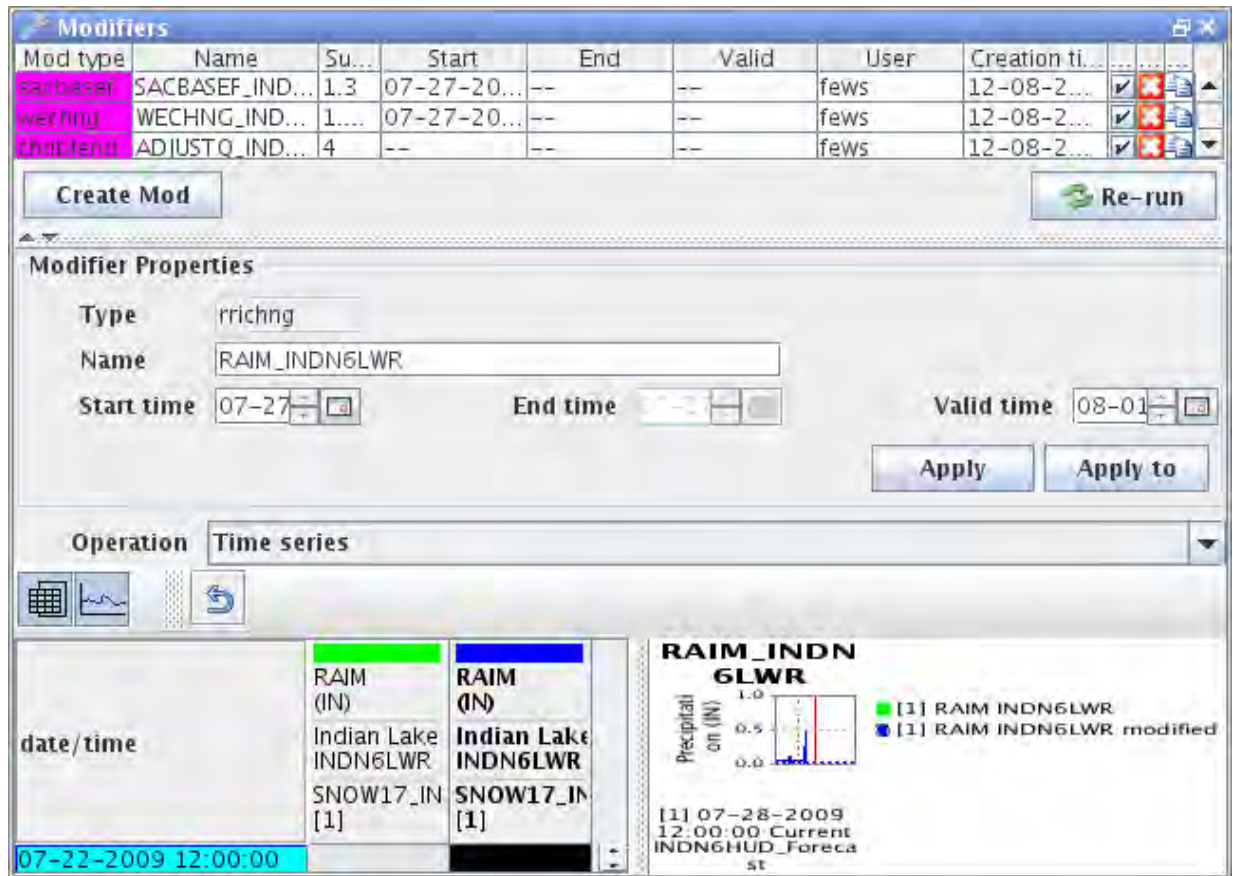 Modifiers
Mod type Name Su... Start End Valid User Creation ti... ... ... ...
sacbasef SACBASEF_IND... 1.3 07-27-20... -- -- fews 12-08-2...
wechng WECHNG_IND... 1.... 07-27-20... -- -- fews 12-08-2...
ADJUSTQ_IND... 4 -- -- -- fews 12-08-2...
Create Mod
Re-run
Modifier Properties
Type rrichng
Name RAIM_INDN6LWR
Start time 07-27 End time Valid time 08-01
Apply Apply to
Operation Time series
date/time
RAIM
(IN)
Indian Lake
INDN6LWR
SNOW17_IN
[1]
RAIM
(IN)
Indian Lake
INDN6LWR
SNOW17_IN
[1]
07-22-2009 12:00:00
RAIM_INDN
6LWR
Precipitati
on (IN)
1.0
0.5
0.0
[1] RAIM INDN6LWR
[1] RAIM INDN6LWR modified
[1] 07-28-2009
12:00:00 Current
INDN6HUD_Foreca
st